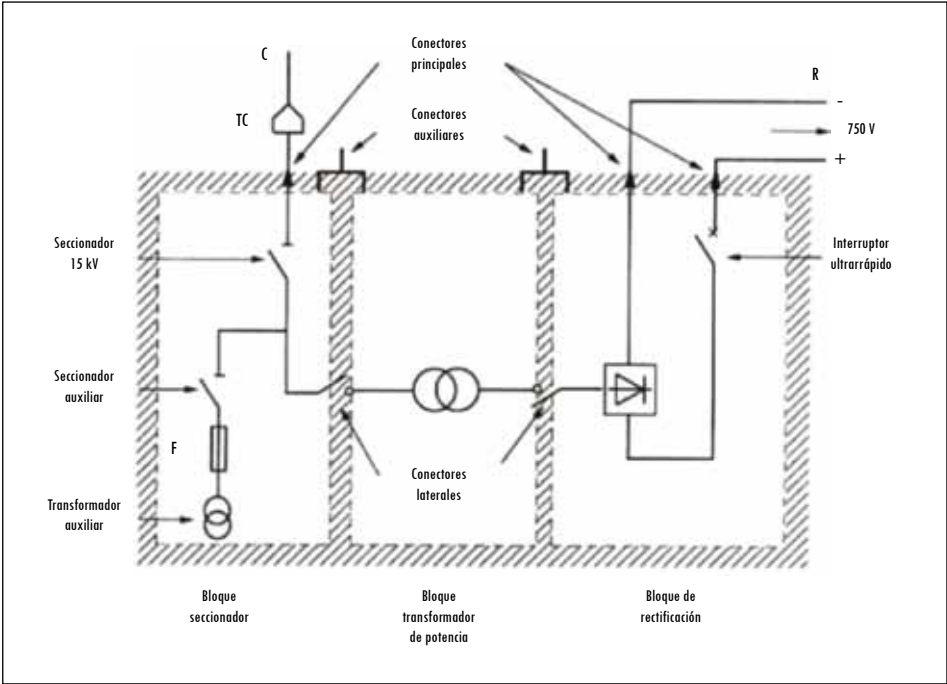 C
Conectores
principales
R
-
TC
Conectores
auxiliares
750 V
+
Seccionador
15 kV
Interruptor
ultrarrápido
Seccionador
auxiliar
F
Conectores
laterales
Transformador
auxiliar
Bloque
seccionador
Bloque
transformador
de potencia
Bloque de
rectificación